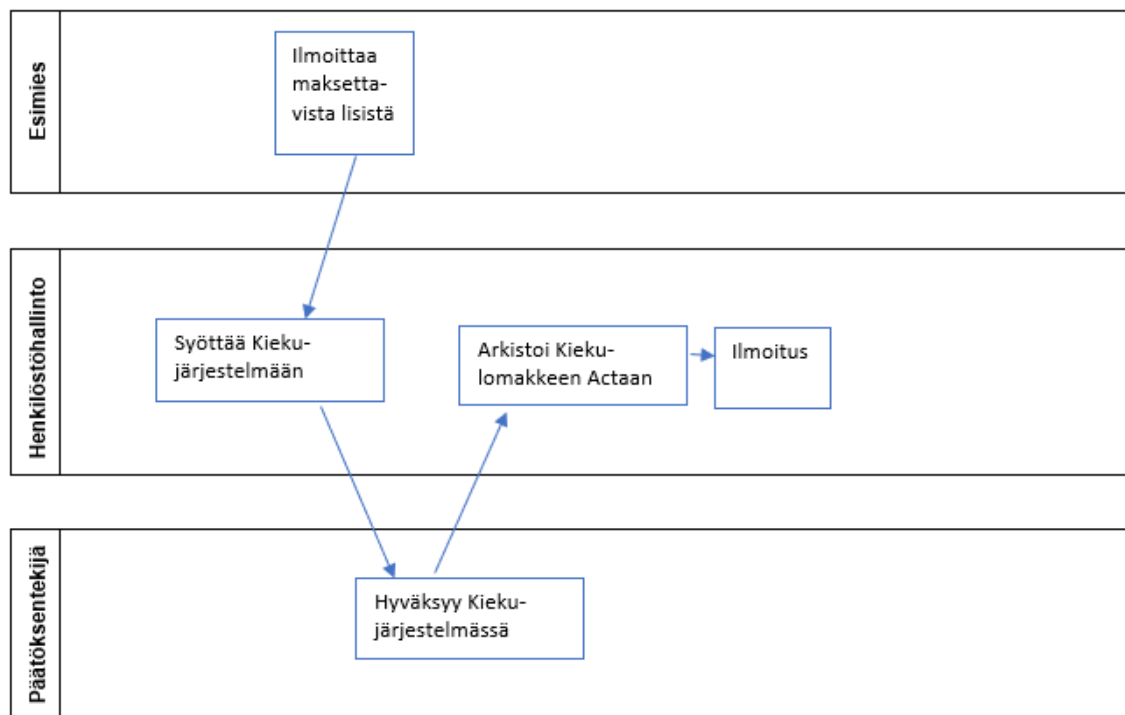 Esimies
Ilmoittaa
maksetta-
vista lisistä
Henkilöstöhallinto
Syöttää Kieku-
järjestelmään
Arkistoi Kieku-
lomakkeen Actaan
Ilmoitus
Päätöksentekijä
Hyväksyy Kieku-
järjestelmässä